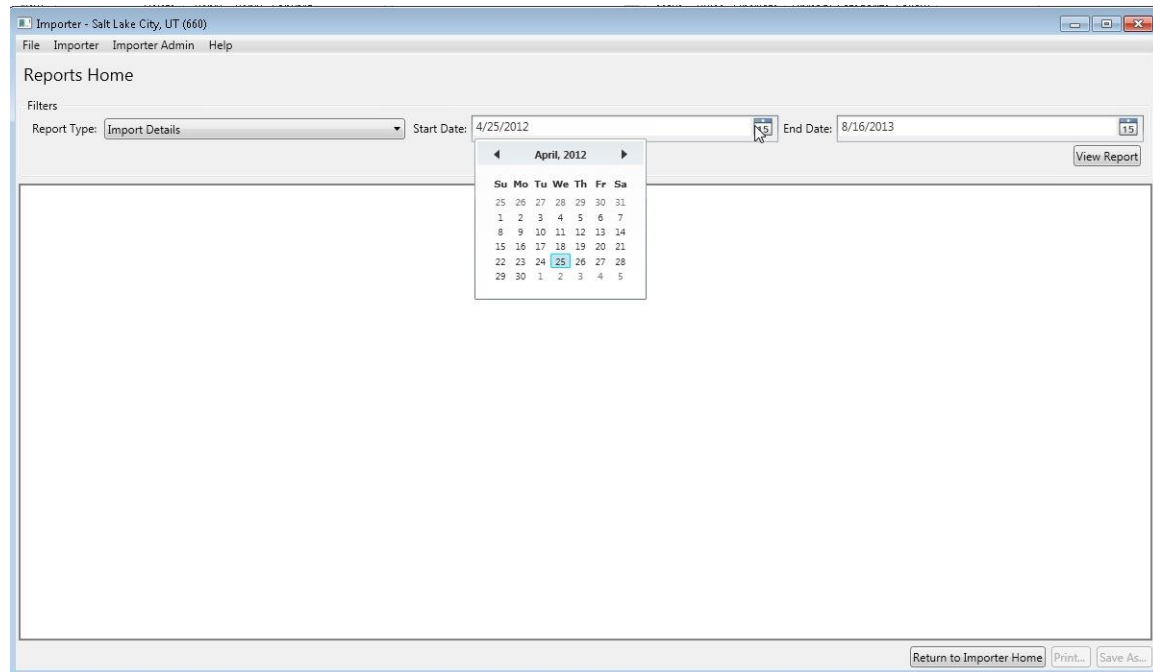 Importer - Salt Lake City, UT (660)
File Importer Importer Admin Help
Reports Home
Filters
Report Type: Import Details Start Date: 4/25/2012 15 End Date: 8/16/2013 15
View Report
April, 2012
Su Mo Tu We Th Fr Sa
25 26 27 28 29 30 31
1 2 3 4 5 6 7
8 9 10 11 12 13 14
15 16 17 18 19 20 21
22 23 24 25 26 27 28
29 30 1 2 3 4 5
Return to Importer Home Print... Save As...